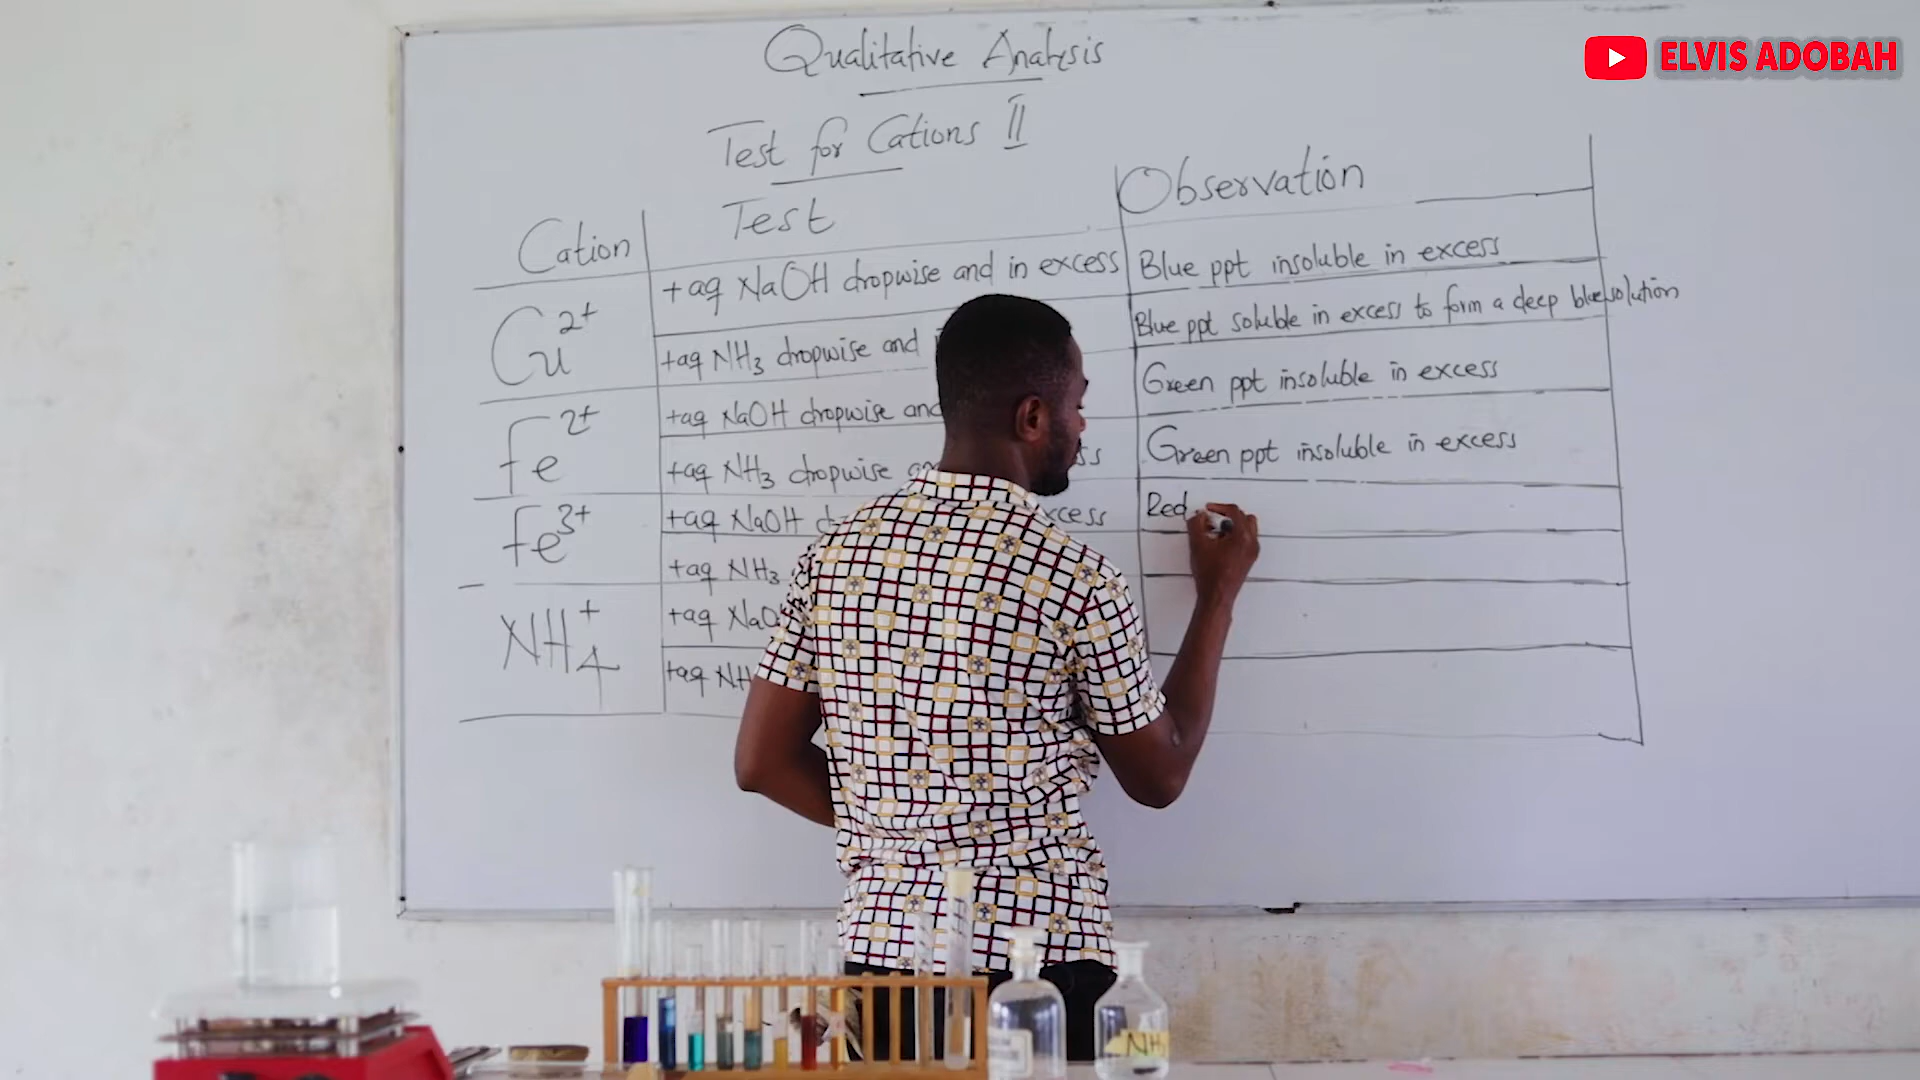 ELVIS ADOBAH
Qualitative Analysis
Test for Cations II
Cation
Test
Observation
Cu2+
+aq NaOH dropwise and in excess
Blue ppt insoluble in excess
+aq NH3 dropwise and
Blue ppt soluble in excess to form a deep blue solution
Fe2+
+aq NaOH dropwise and
Green ppt insoluble in excess
+aq NH3 dropwise
Green ppt insoluble in excess
Fe3+
+aq NaOH
Red
+aq NH3
NH4+
+aq
+aq